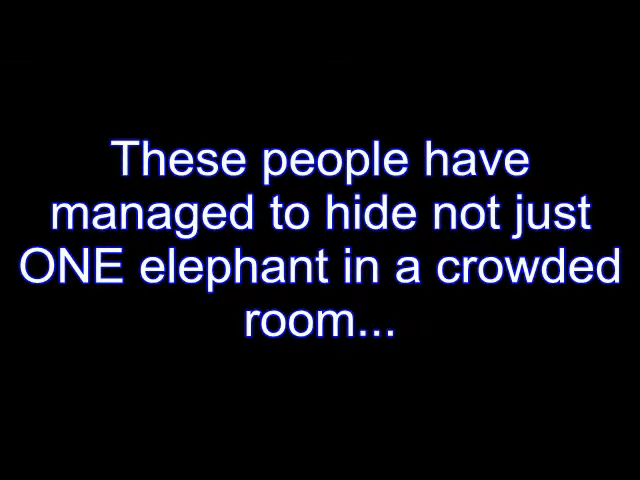 These people have
managed to hide not just
ONE elephant in a crowded
room...